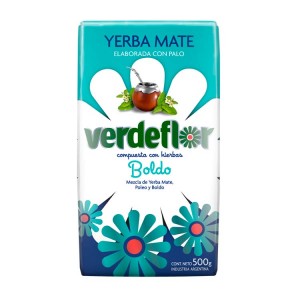 YERBA MATE
ELABORADA CON PALO
verdeflor
compuesta con hierbas
Boldo
Mezcla de Yerba Mate,
Poleo y Boldo
CONT. NETO 500g
INDUSTRIA ARGENTINA